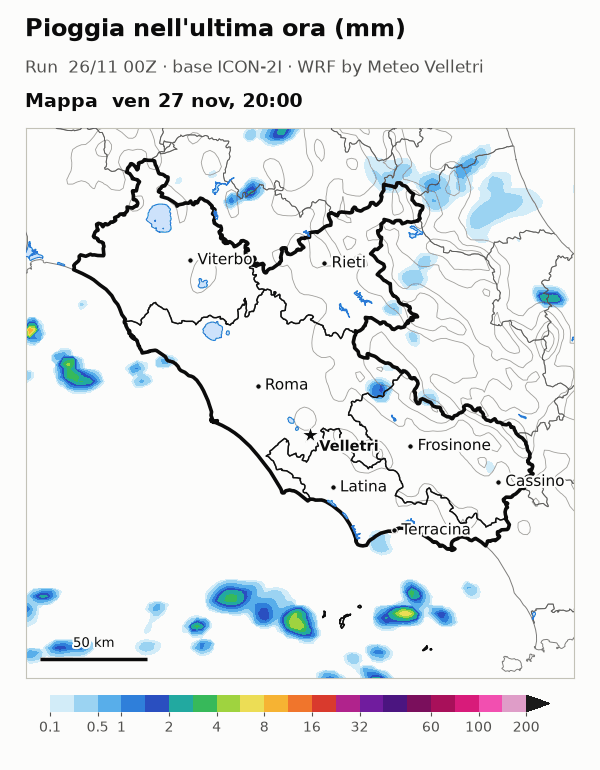 Pioggia nell'ultima ora (mm)
Run  26/11 00Z · base ICON-2I · WRF by Meteo Velletri
Mappa  ven 27 nov, 20:00
Viterbo
Rieti
Roma
Velletri
Frosinone
Cassino
Latina
Terracina
50 km
0.1 0.5 1 2 4 8 16 32 60 100 200